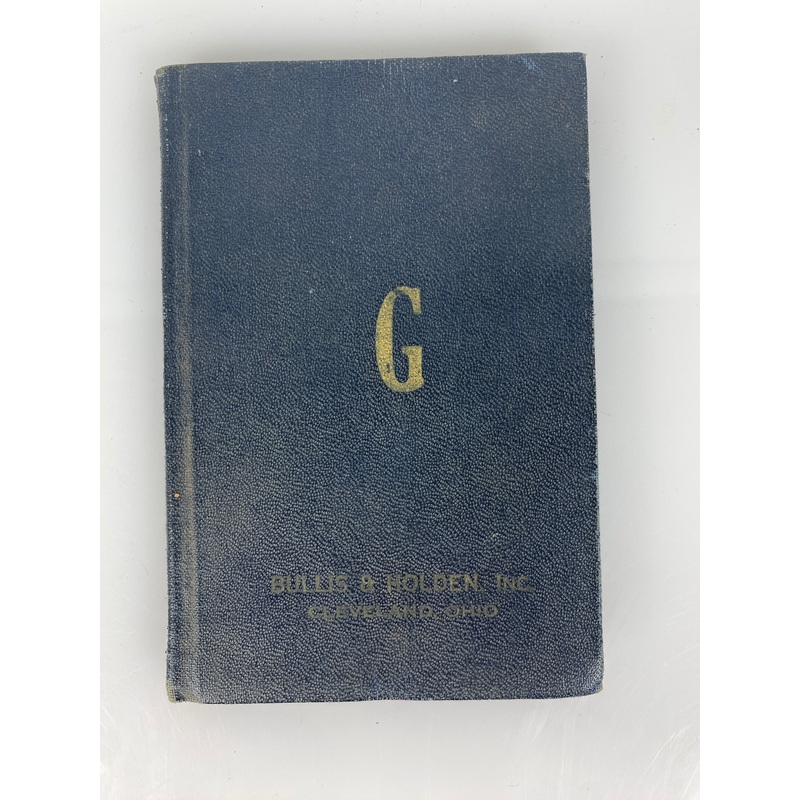 G
BULLIS & HOLDEN, INC.
CLEVELAND, OHIO